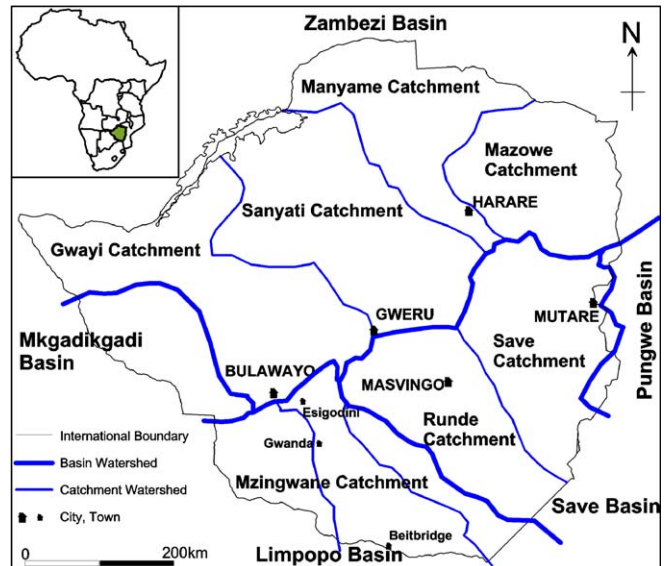 Zambezi Basin
N
Manyame Catchment
Mazowe
Catchment
HARARE
Sanyati Catchment
Gwayi Catchment
GWERU
MUTARE
Save
Catchment
Pungwe Basin
Mkgadikgadi
Basin
BULAWAYO
MASVINGO
Esigodini
Runde
Catchment
Gwanda
International Boundary
Basin Watershed
Catchment Watershed
City, Town
Mzingwane Catchment
Save Basin
Beitbridge
0 200km
Limpopo Basin